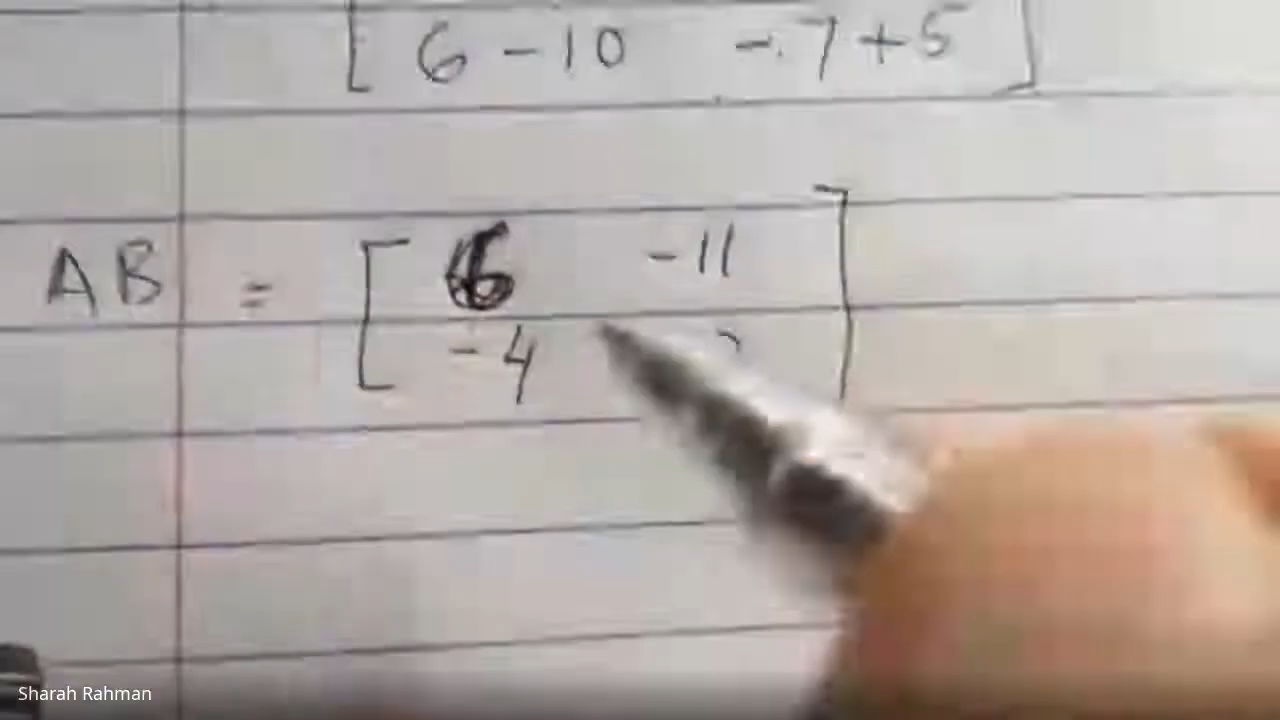 [ 6 - 10 - 7 + 5 ]
AB = [ 6 - 11 ]
- 4
Sharah Rahman